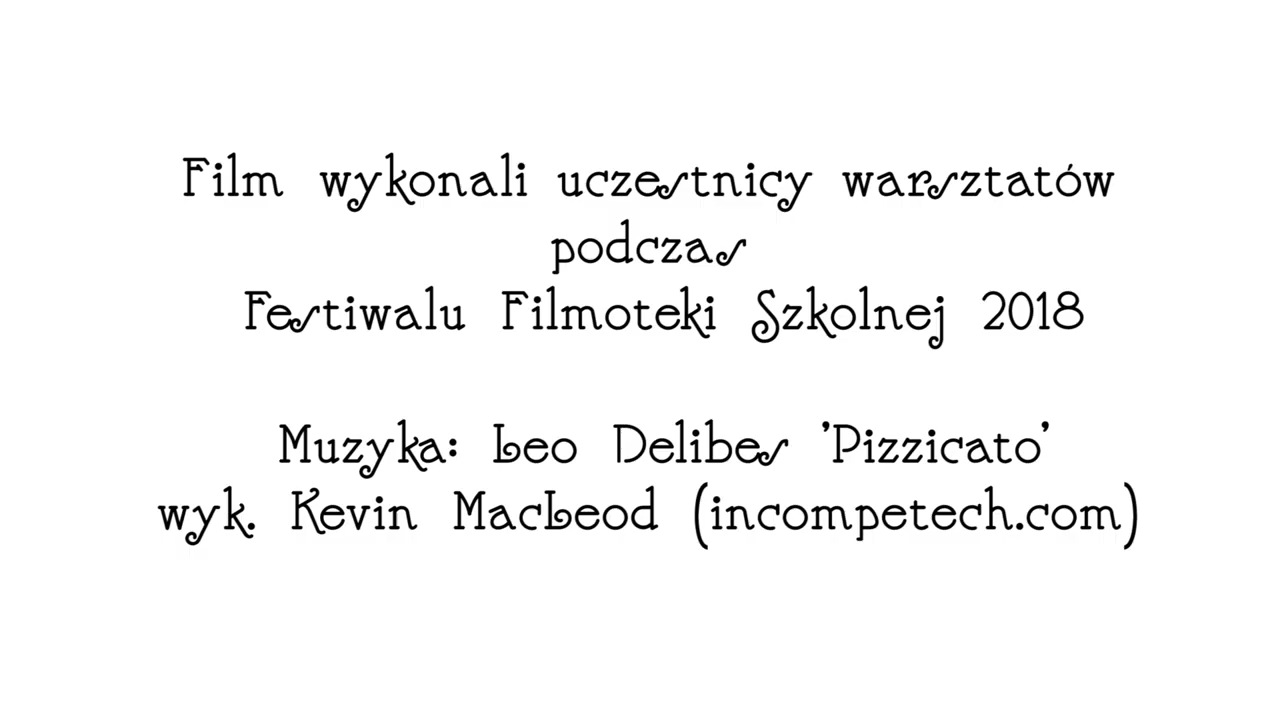 Film wykonali uczestnicy warsztatów
podczas
Festiwalu Filmoteki Szkolnej 2018
Muzyka: Leo Delibes 'Pizzicato'
wyk. Kevin MacLeod (incompetech.com)